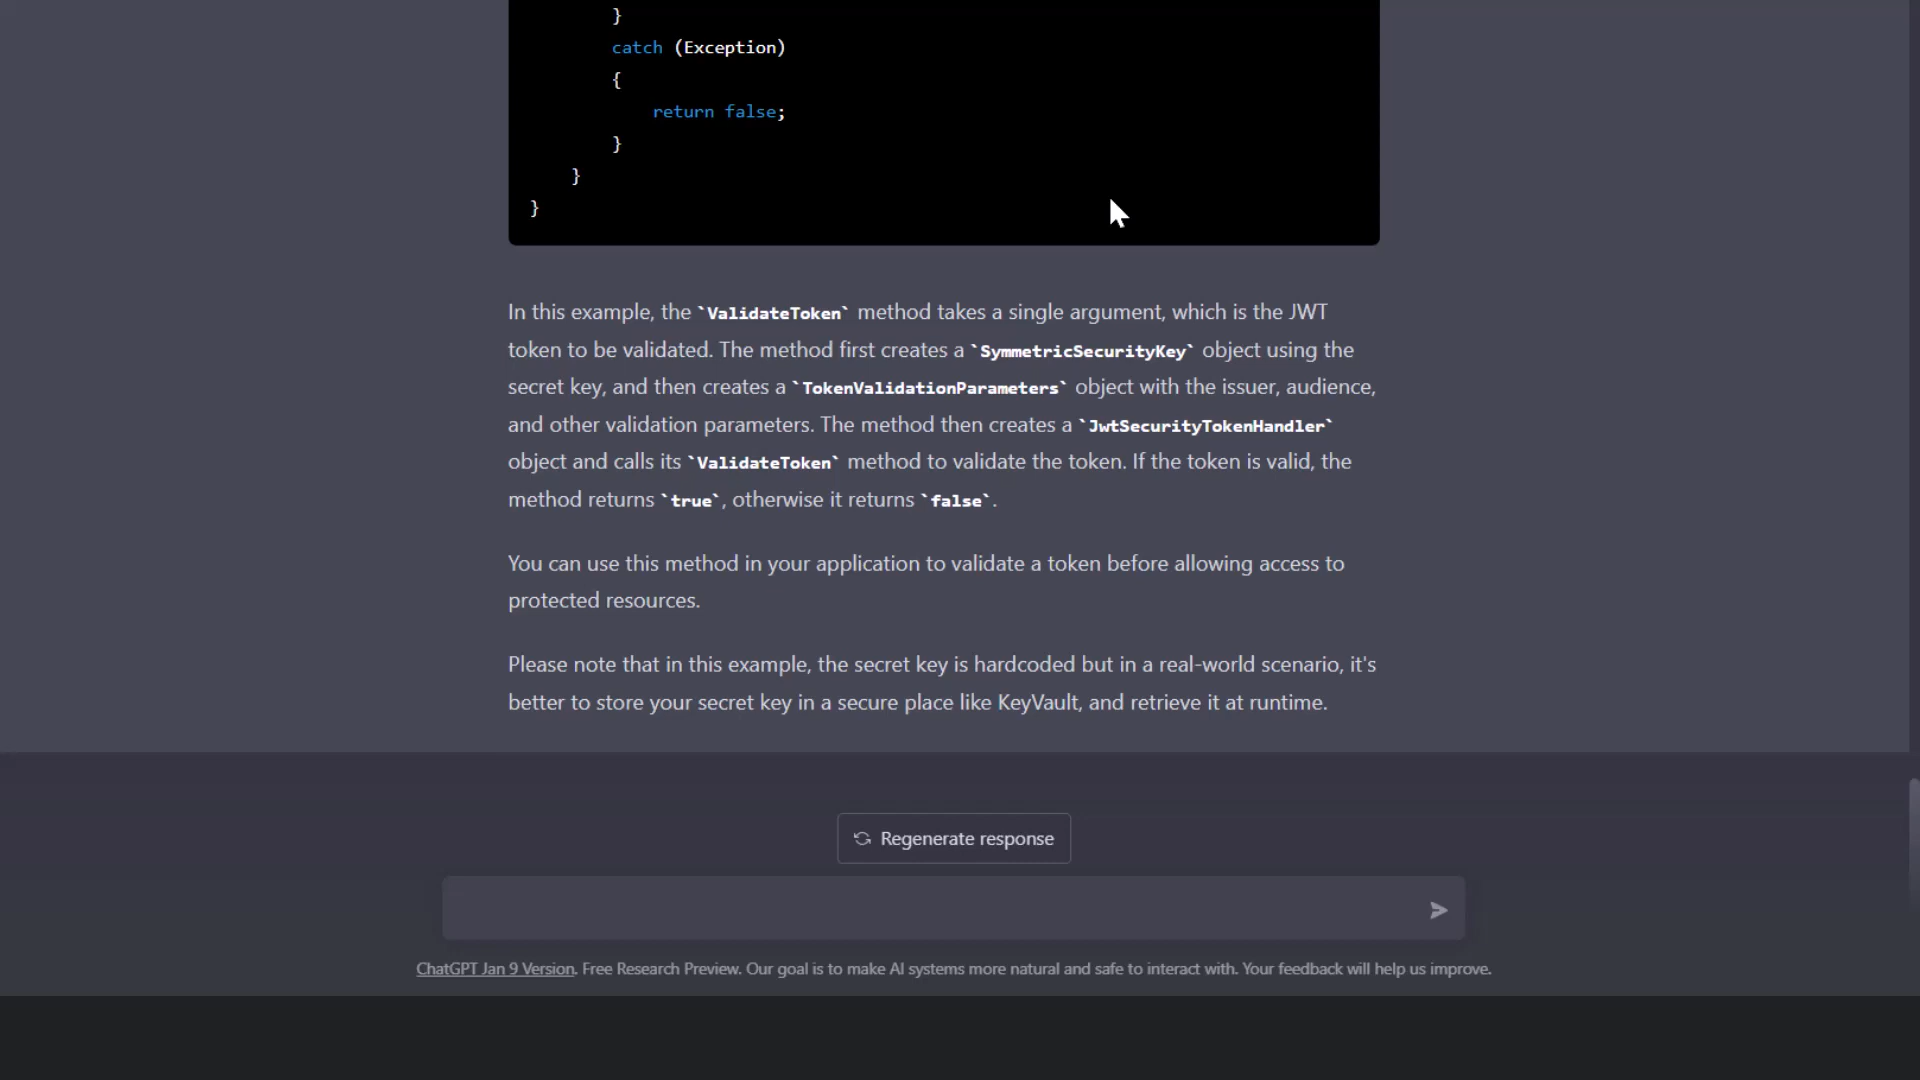 }
catch (Exception)
{
return false;
}
}
}
In this example, the `ValidateToken` method takes a single argument, which is the JWT
token to be validated. The method first creates a `SymmetricSecurityKey` object using the
secret key, and then creates a `TokenValidationParameters` object with the issuer, audience,
and other validation parameters. The method then creates a `JwtSecurityTokenHandler`
object and calls its `ValidateToken` method to validate the token. If the token is valid, the
method returns `true`, otherwise it returns `false`.
You can use this method in your application to validate a token before allowing access to
protected resources.
Please note that in this example, the secret key is hardcoded but in a real-world scenario, it's
better to store your secret key in a secure place like KeyVault, and retrieve it at runtime.
Regenerate response
ChatGPT Jan 9 Version. Free Research Preview. Our goal is to make AI systems more natural and safe to interact with. Your feedback will help us improve.